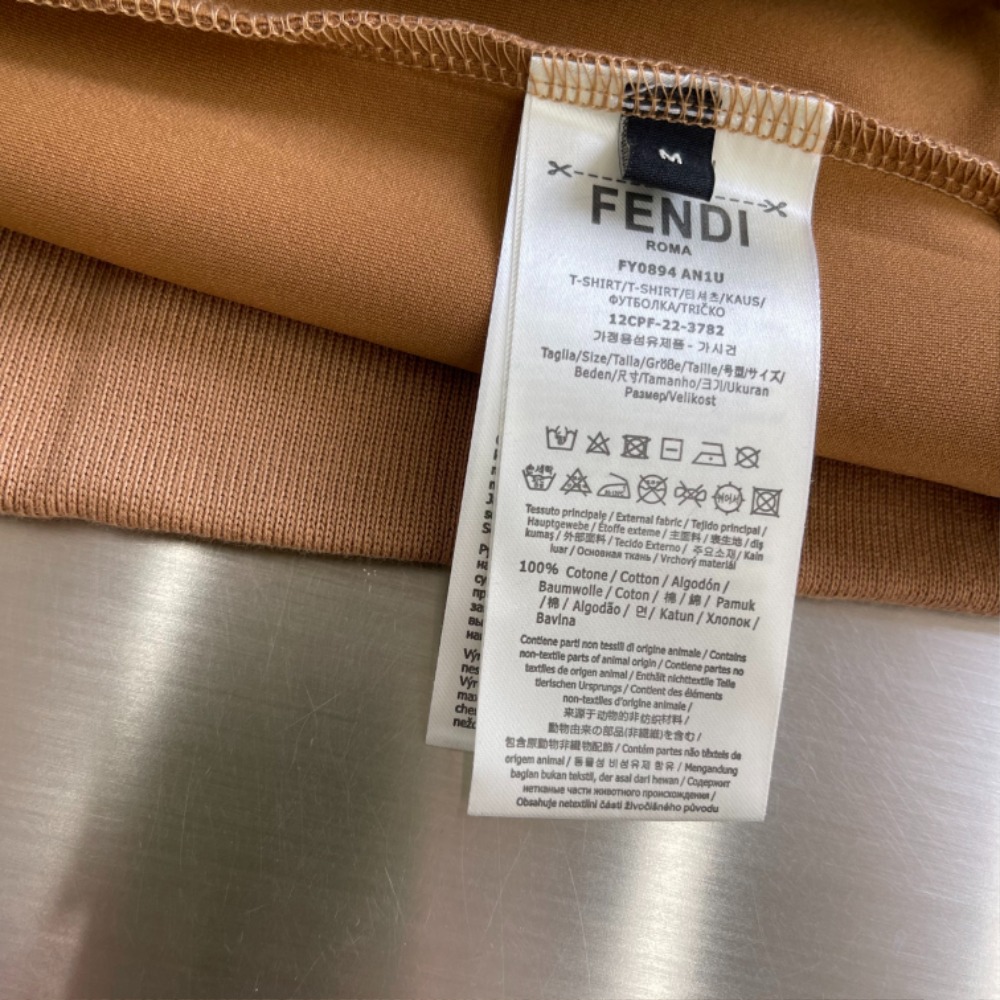 M
FENDI
ROMA
FY0894 AN1U
T-SHIRT/T-SHIRT/티셔츠/KAUS/
ФУТБОЛКА/TRIČKO
12CPF-22-3782
가정용섬유제품 - 가시건
Taglia/Size/Talla/Größe/Taille/号型/サイズ/
Beden/尺寸/Tamanho/크기/Ukuran
Размер/Velikost
손세탁
Tessuto principale / External fabric / Tejido principal /
Hauptgewebe / Étoffe externe / 主面料 / 表生地 / diş
kumaş / 外部面料 / Tecido Externo / 주요소재 / Kain
luar / Основная ткань / Vrchový materiál
100% Cotone / Cotton / Algodón /
Baumwolle / Coton / 棉 / 綿 / Pamuk
/棉 / Algodão / 면 / Katun / Хлопок /
Bavlna
Contiene parti non tessili di origine animale / Contains
non-textile parts of animal origin / Contiene partes no
textiles de origen animal / Enthält nichttextile Teile
tierischen Ursprungs / Contient des éléments
non-textiles d'origine animale /
来源于动物的非纺织材料 /
動物由来の部品(非繊維)を含む /
包含原動物非織物配飾 / Contém partes não têxteis de
origem animal / 동물성 비섬유제 함유 / Mengandung
bagian bukan tekstil, der asal dari hewan / Содержит
нетканые части животного происхождения /
Obsahuje netextilní části živočišného původu